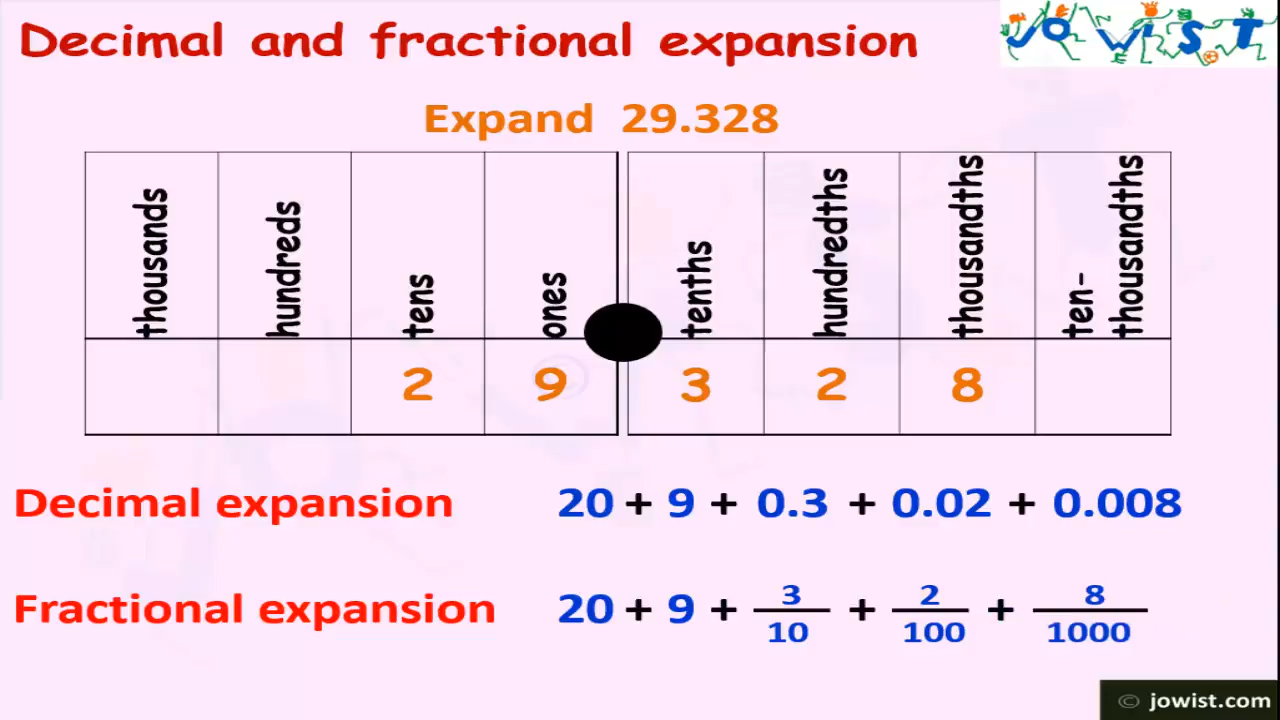 Decimal and fractional expansion
JOWIST
Expand 29.328
thousands hundreds tens ones tenths hundredths thousandths ten-thousandths
2 9 3 2 8
Decimal expansion 20 + 9 + 0.3 + 0.02 + 0.008
Fractional expansion 20 + 9 + 3/10 + 2/100 + 8/1000
© jowist.com